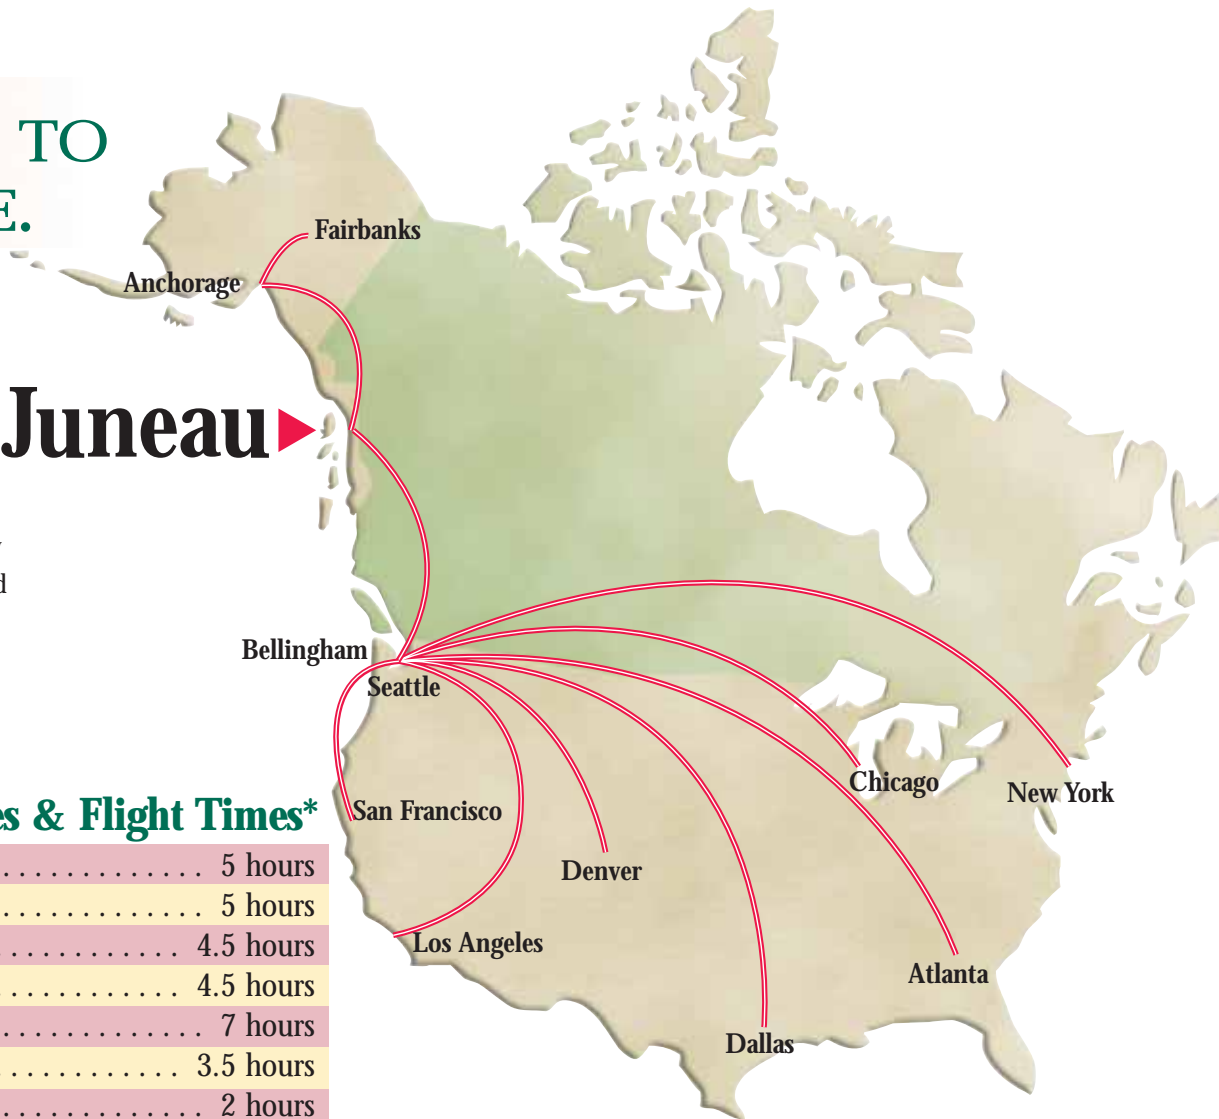 TO
E.
Fairbanks
Anchorage
Juneau
d
Bellingham
Seattle
Chicago
New York
San Francisco
Denver
Los Angeles
Atlanta
Dallas
es & Flight Times*
. . . . . . . . . . . . . . 5 hours
. . . . . . . . . . . . . . 5 hours
. . . . . . . . . . . . 4.5 hours
. . . . . . . . . . . . 4.5 hours
. . . . . . . . . . . . . . 7 hours
. . . . . . . . . . . . 3.5 hours
. . . . . . . . . . . . . . 2 hours